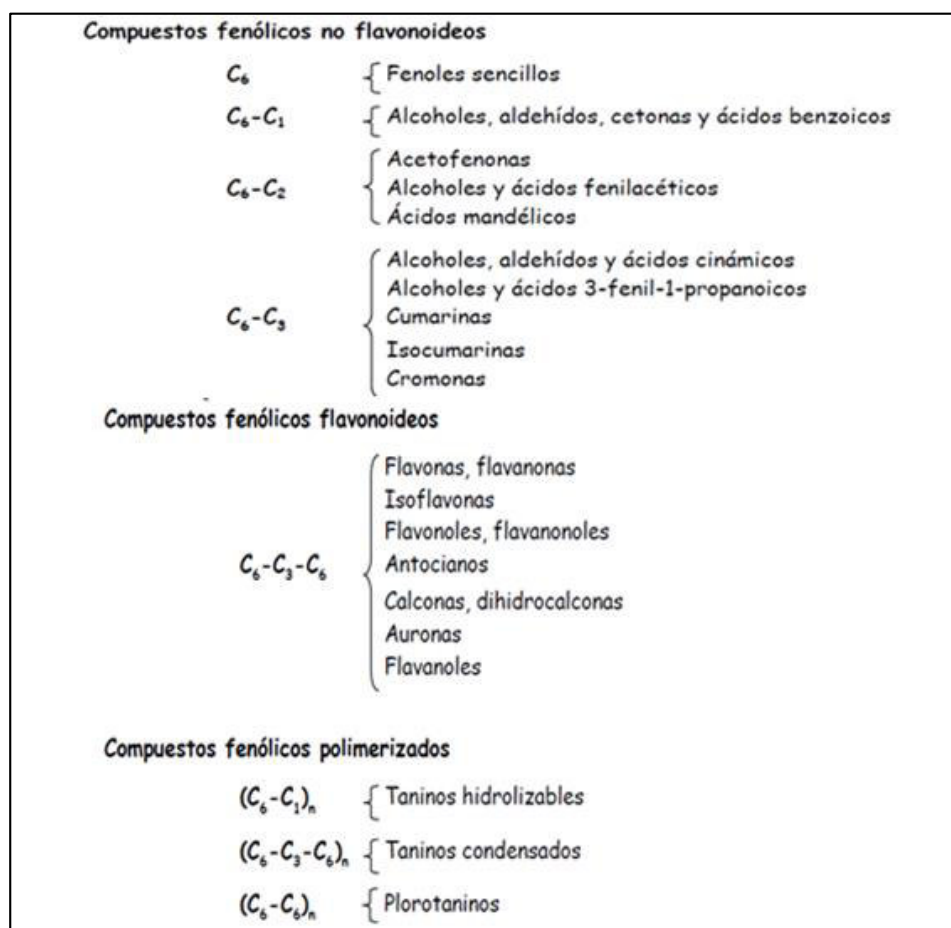 Compuestos fenólicos no flavonoideos
C₆ { Fenoles sencillos
C₆-C₁ { Alcoholes, aldehídos, cetonas y ácidos benzoicos
Acetofenonas
C₆-C₂ { Alcoholes y ácidos fenilacéticos
Ácidos mandélicos
Alcoholes, aldehídos y ácidos cinámicos
Alcoholes y ácidos 3-fenil-1-propanoicos
C₆-C₃ { Cumarinas
Isocumarinas
Cromonas
Compuestos fenólicos flavonoideos
Flavonas, flavanonas
Isoflavonas
Flavonoles, flavanonoles
C₆-C₃-C₆ { Antocianos
Calconas, dihidrocalconas
Auronas
Flavanoles
Compuestos fenólicos polimerizados
(C₆-C₁)ₙ { Taninos hidrolizables
(C₆-C₃-C₆)ₙ { Taninos condensados
(C₆-C₆)ₙ { Plorotaninos